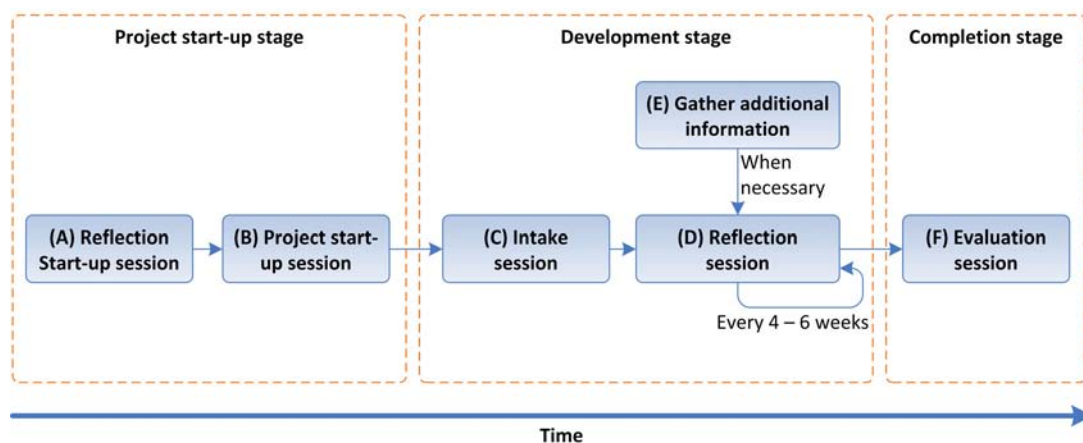 Project start-up stage
Development stage
Completion stage
(E) Gather additional
information
When
necessary
(A) Reflection
Start-up session
(B) Project start-
up session
(C) Intake
session
(D) Reflection
session
(F) Evaluation
session
Every 4 – 6 weeks
Time